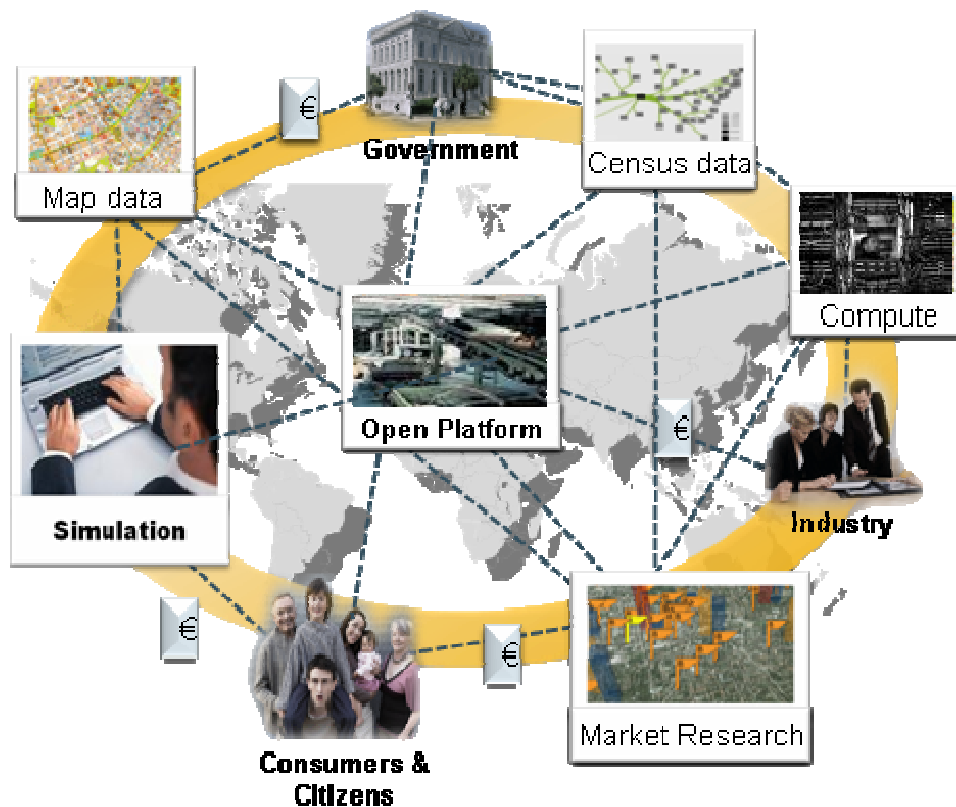 €
Government
Census data
Map data
Compute
Open Platform
€
Simulation
Industry
€
€
Market Research
Consumers &
Citizens